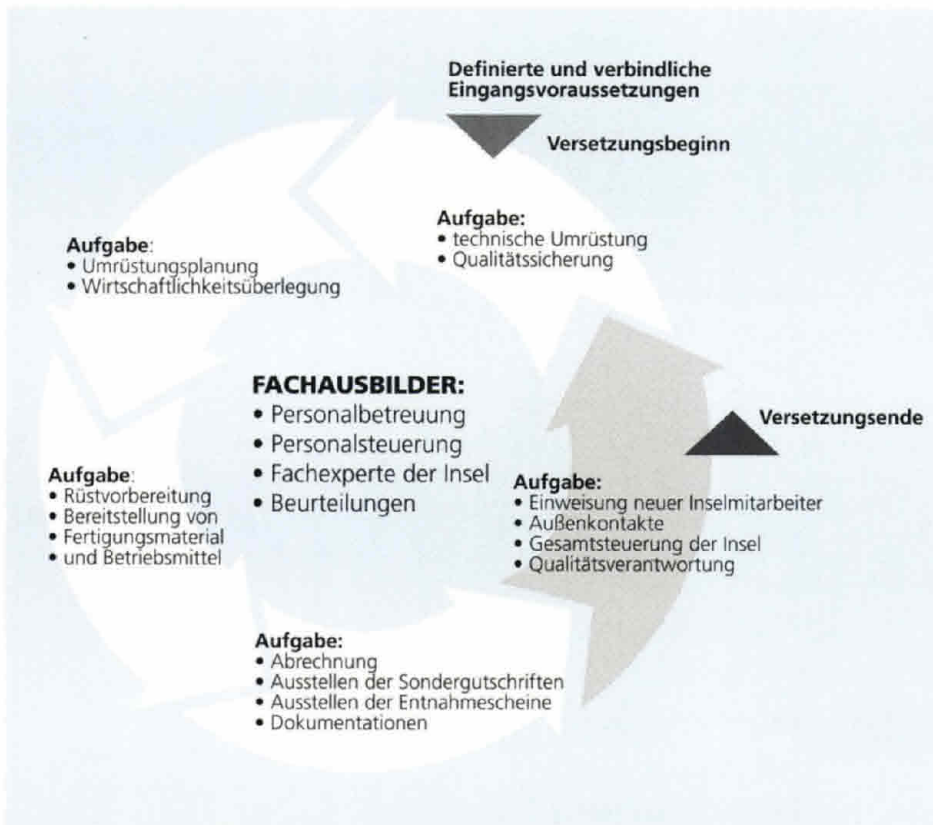 Definierte und verbindliche
Eingangsvoraussetzungen
Versetzungsbeginn
Aufgabe:
• technische Umrüstung
• Qualitätssicherung
Aufgabe:
• Umrüstungsplanung
• Wirtschaftlichkeitsüberlegung
FACHAUSBILDER:
• Personalbetreuung
• Personalsteuerung
• Fachexperte der Insel
• Beurteilungen
Versetzungsende
Aufgabe:
• Rüstvorbereitung
• Bereitstellung von
• Fertigungsmaterial
• und Betriebsmittel
Aufgabe:
• Einweisung neuer Inselmitarbeiter
• Außenkontakte
• Gesamtsteuerung der Insel
• Qualitätsverantwortung
Aufgabe:
• Abrechnung
• Ausstellen der Sondergutschriften
• Ausstellen der Entnahmescheine
• Dokumentationen